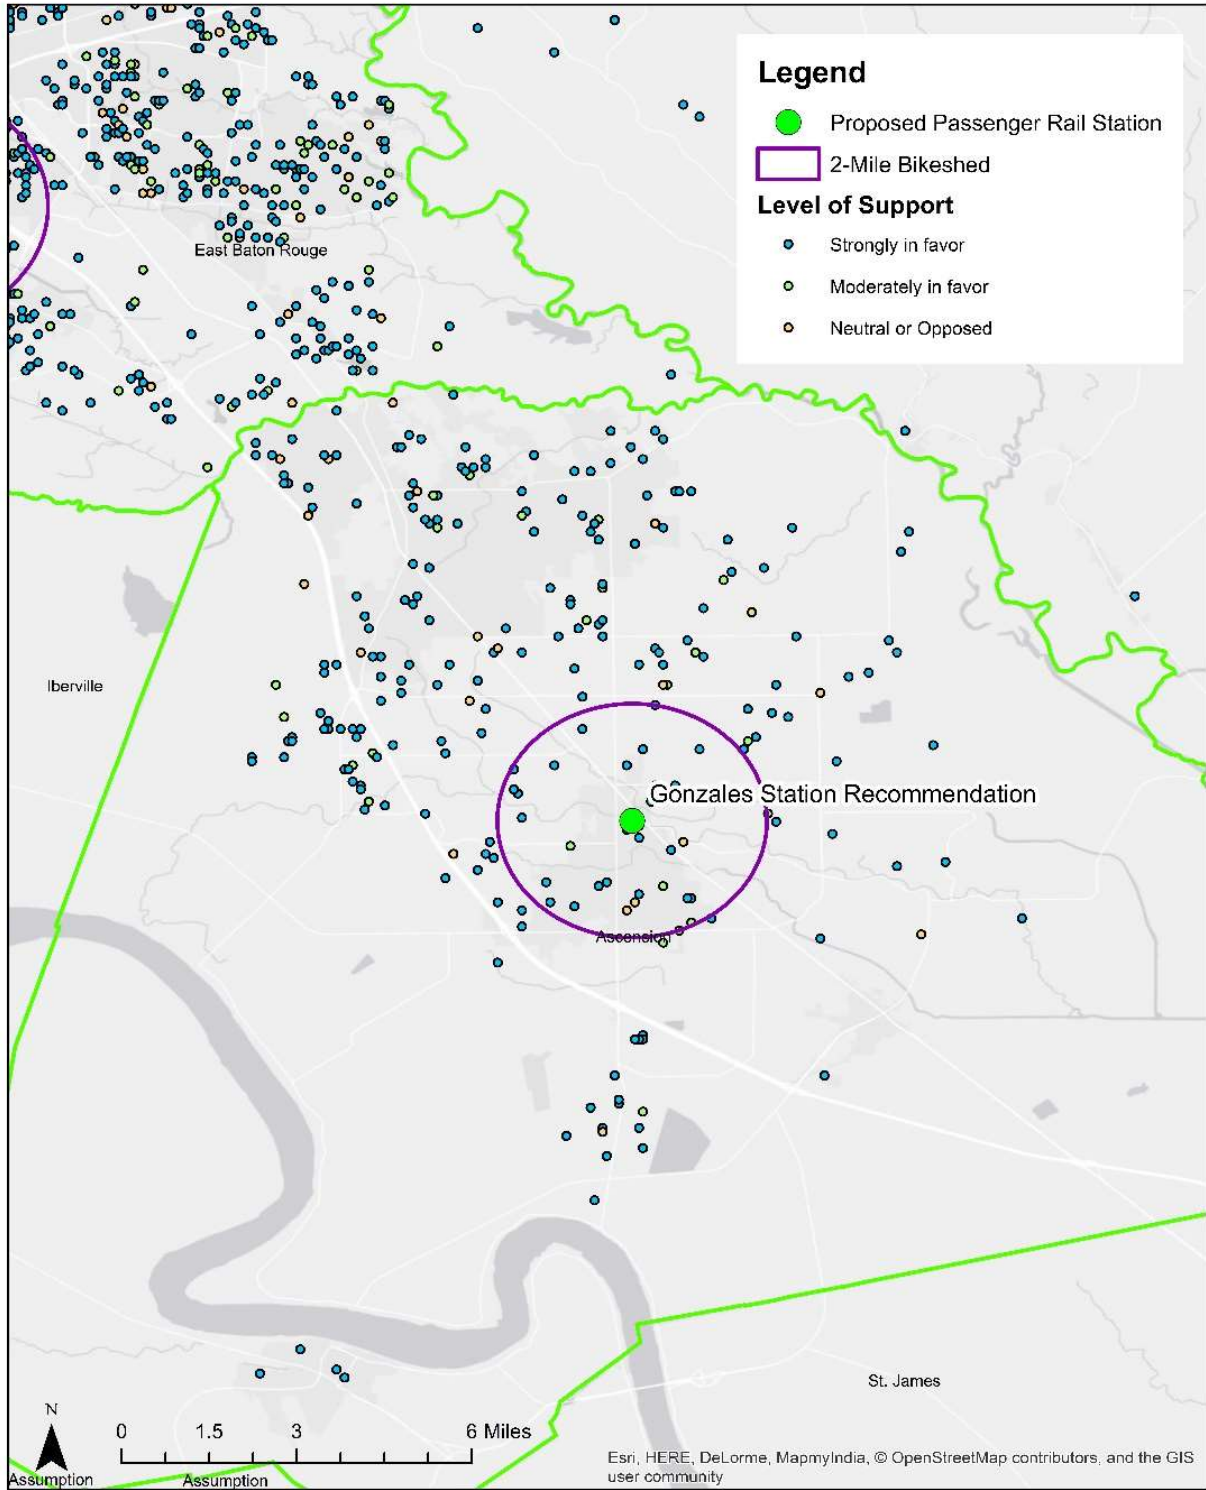 Legend
Proposed Passenger Rail Station
2-Mile Bikeshed
Level of Support
Strongly in favor
Moderately in favor
Neutral or Opposed
East Baton Rouge
Iberville
Gonzales Station Recommendation
Ascension
St. James
N
0 1.5 3 6 Miles
Assumption
Assumption
Esri, HERE, DeLorme, MapmyIndia, © OpenStreetMap contributors, and the GIS
user community